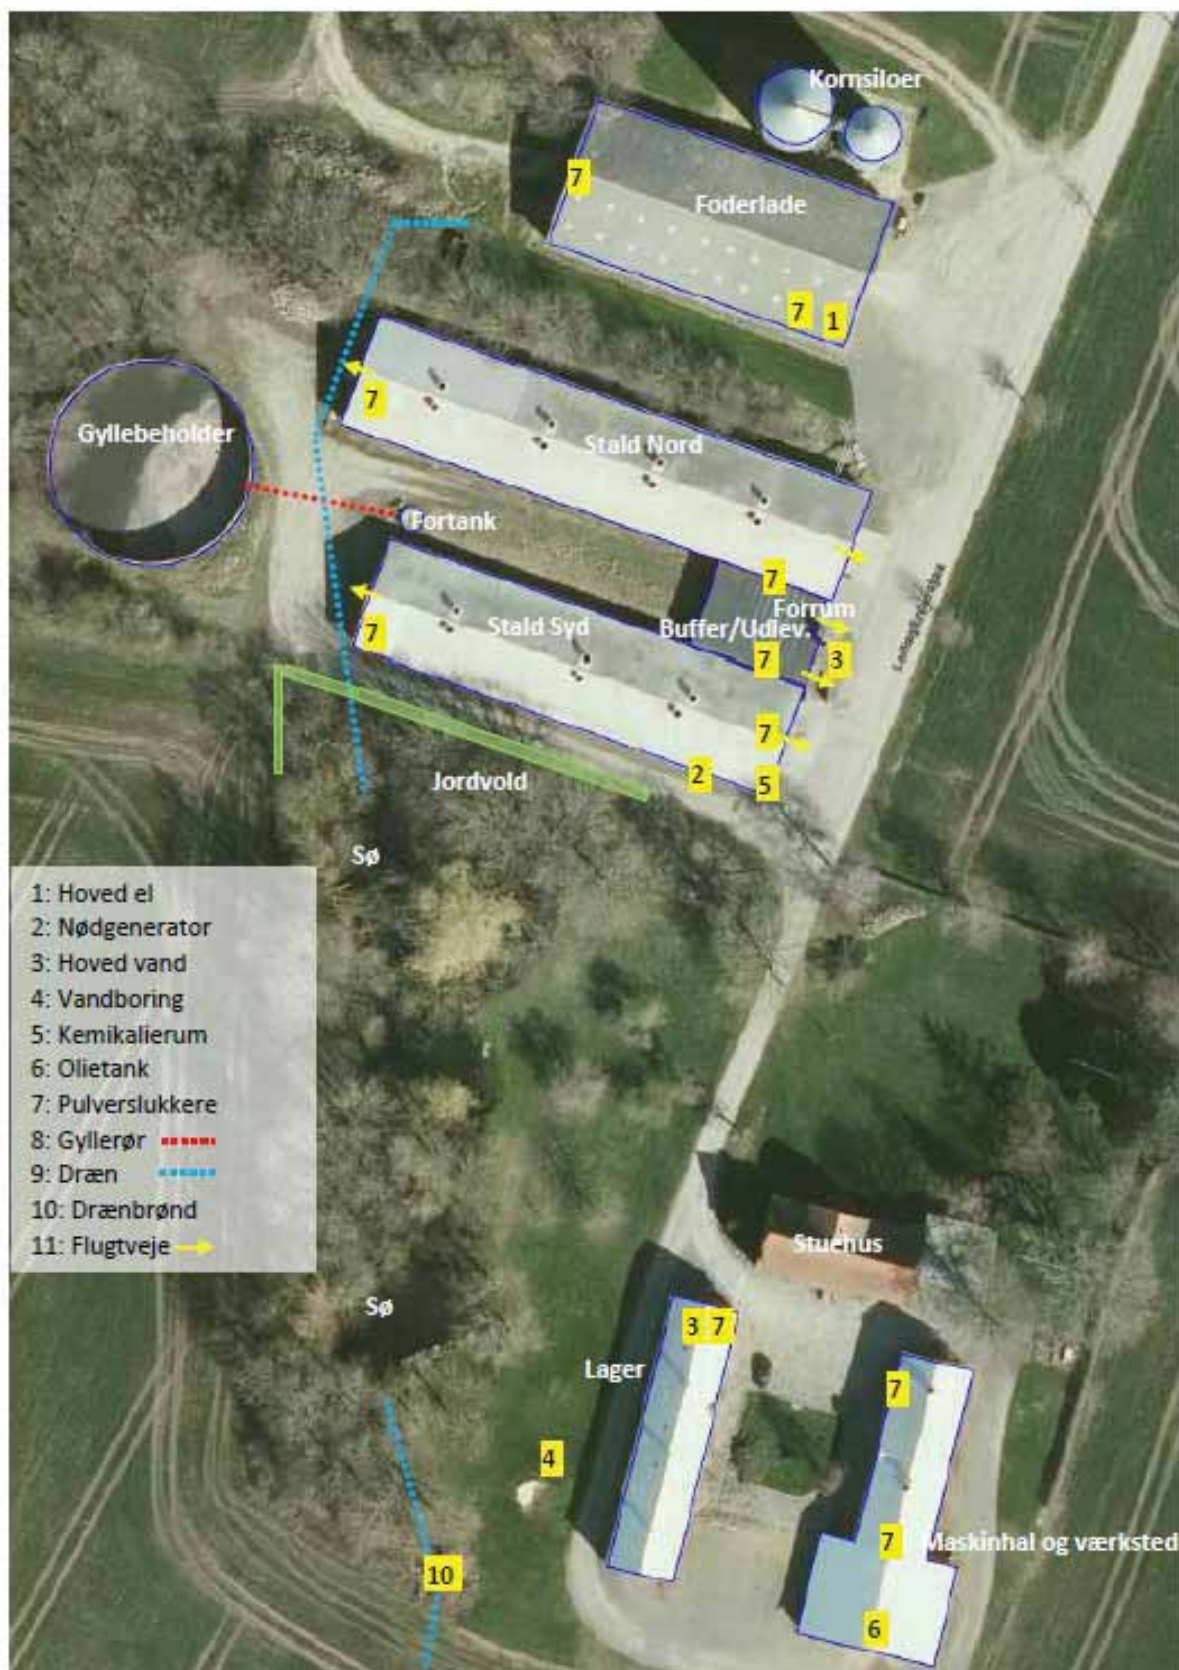 Kornsiloer
7
Foderlade
7
1
7
Gyllebeholder
Stald Nord
Fortank
7
Forrum
Stald Syd
Buffer/Udlev.
7
7
3
7
2
5
Jordvold
Sø
1: Hoved el
2: Nødgenerator
3: Hoved vand
4: Vandboring
5: Kemikalierum
6: Olietank
7: Pulverslukkere
8: Gyllerør
9: Dræn
10: Drænbrønd
11: Flugtveje
Stuehus
Sø
3 7
Lager
7
4
7
Maskinhal og værksted
10
6